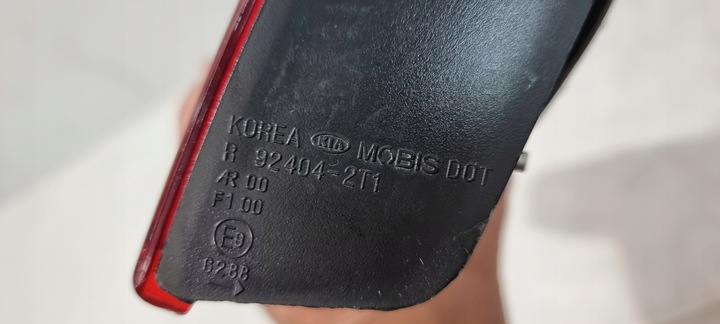 KOREA KIA MOBIS DOT
R 92404-2T1
AR 00
F1 00
E9
6288